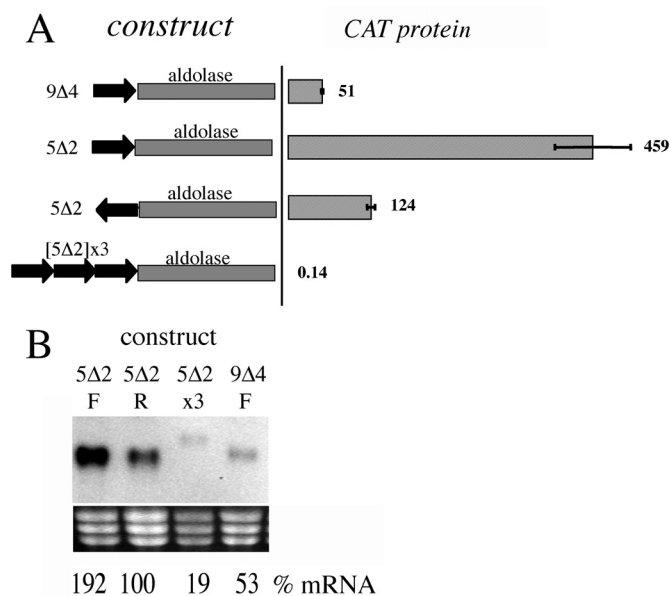 A construct CAT protein
9Δ4 aldolase 51
5Δ2 aldolase 459
5Δ2 aldolase 124
[5Δ2]x3 aldolase 0.14
B construct
5Δ2 5Δ2 5Δ2 9Δ4
F R x3 F
192 100 19 53 % mRNA